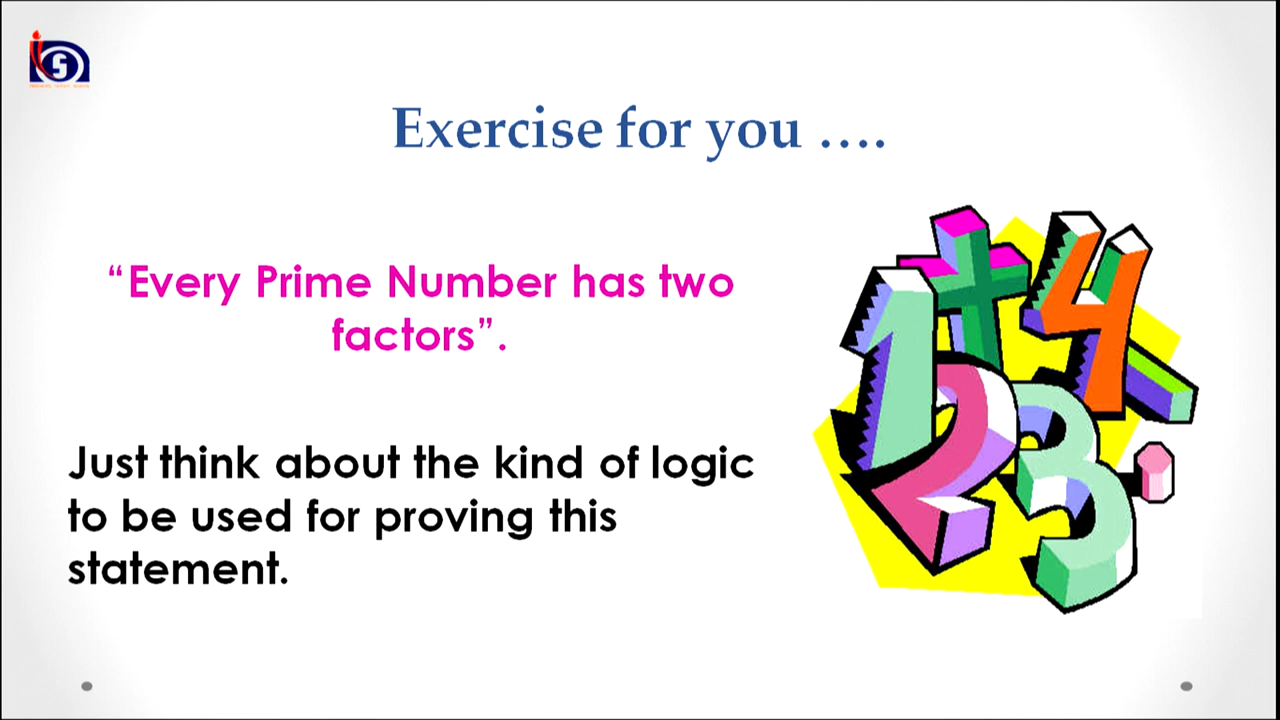 Exercise for you ....
“Every Prime Number has two
factors”.
Just think about the kind of logic
to be used for proving this
statement.